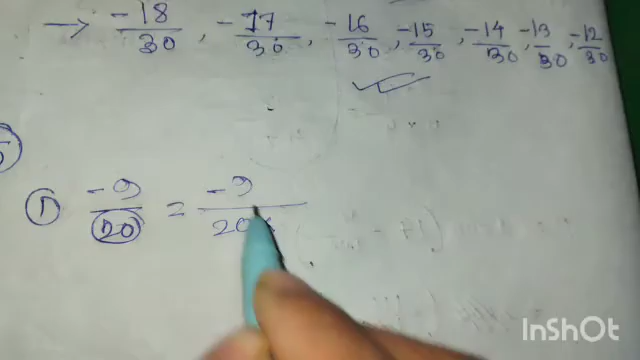 → -18/30, -17/30, -16/30, -15/30, -14/30, -13/30, -12/30
① -9/20 = -9/20×
InShOt